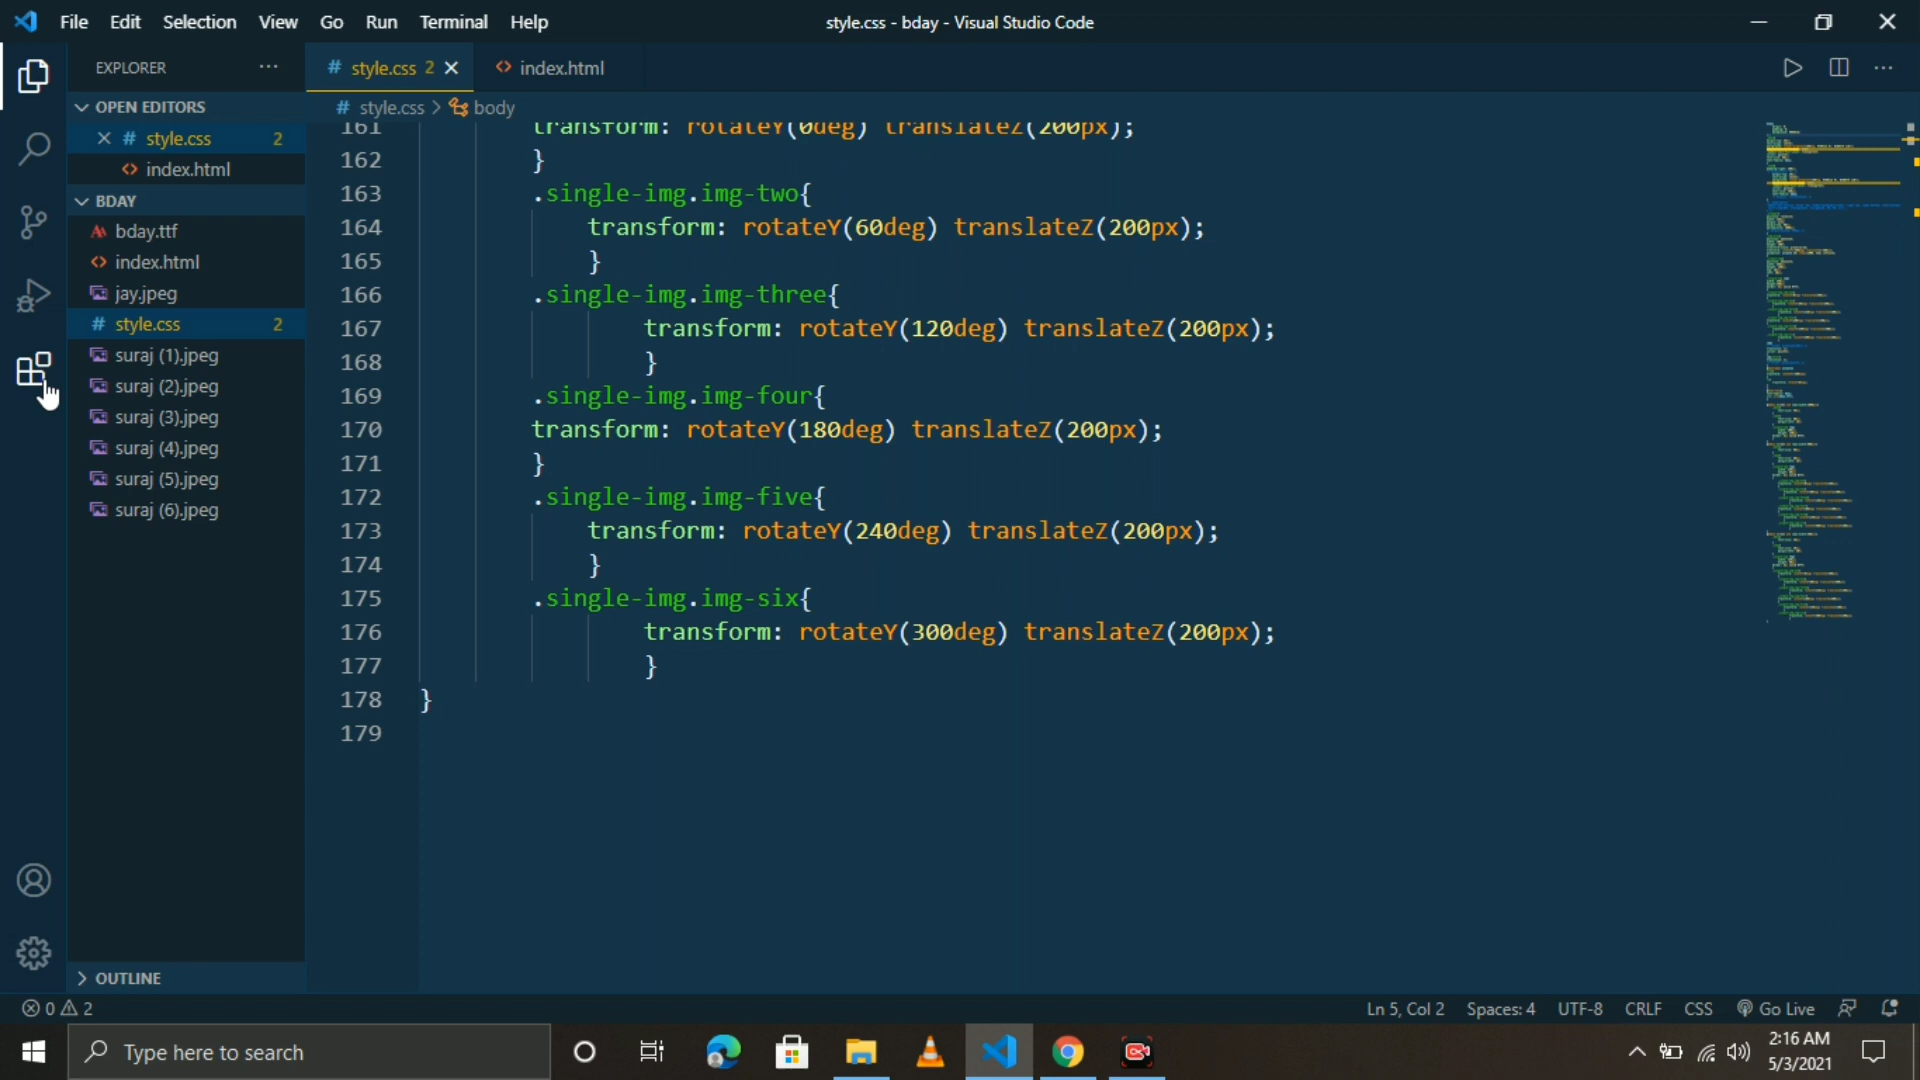 File Edit Selection View Go Run Terminal Help
style.css - bday - Visual Studio Code
EXPLORER
# style.css 2
<> index.html
OPEN EDITORS
# style.css > body
# style.css 2
<> index.html
BDAY
bday.ttf
<> index.html
jay.jpeg
# style.css 2
suraj (1).jpeg
suraj (2).jpeg
suraj (3).jpeg
suraj (4).jpeg
suraj (5).jpeg
suraj (6).jpeg
OUTLINE
161 transform: rotateY(0deg) translateZ(200px);
162 }
163 .single-img.img-two{
164 transform: rotateY(60deg) translateZ(200px);
165 }
166 .single-img.img-three{
167 transform: rotateY(120deg) translateZ(200px);
168 }
169 .single-img.img-four{
170 transform: rotateY(180deg) translateZ(200px);
171 }
172 .single-img.img-five{
173 transform: rotateY(240deg) translateZ(200px);
174 }
175 .single-img.img-six{
176 transform: rotateY(300deg) translateZ(200px);
177 }
178 }
179
0 2
Ln 5, Col 2 Spaces: 4 UTF-8 CRLF CSS Go Live
Type here to search
2:16 AM
5/3/2021